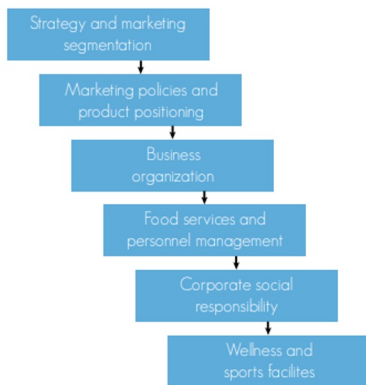 Strategy and marketing
segmentation
Marketing policies and
product positioning
Business
organization
Food services and
personnel management
Corporate social
responsibility
Wellness and
sports facilites